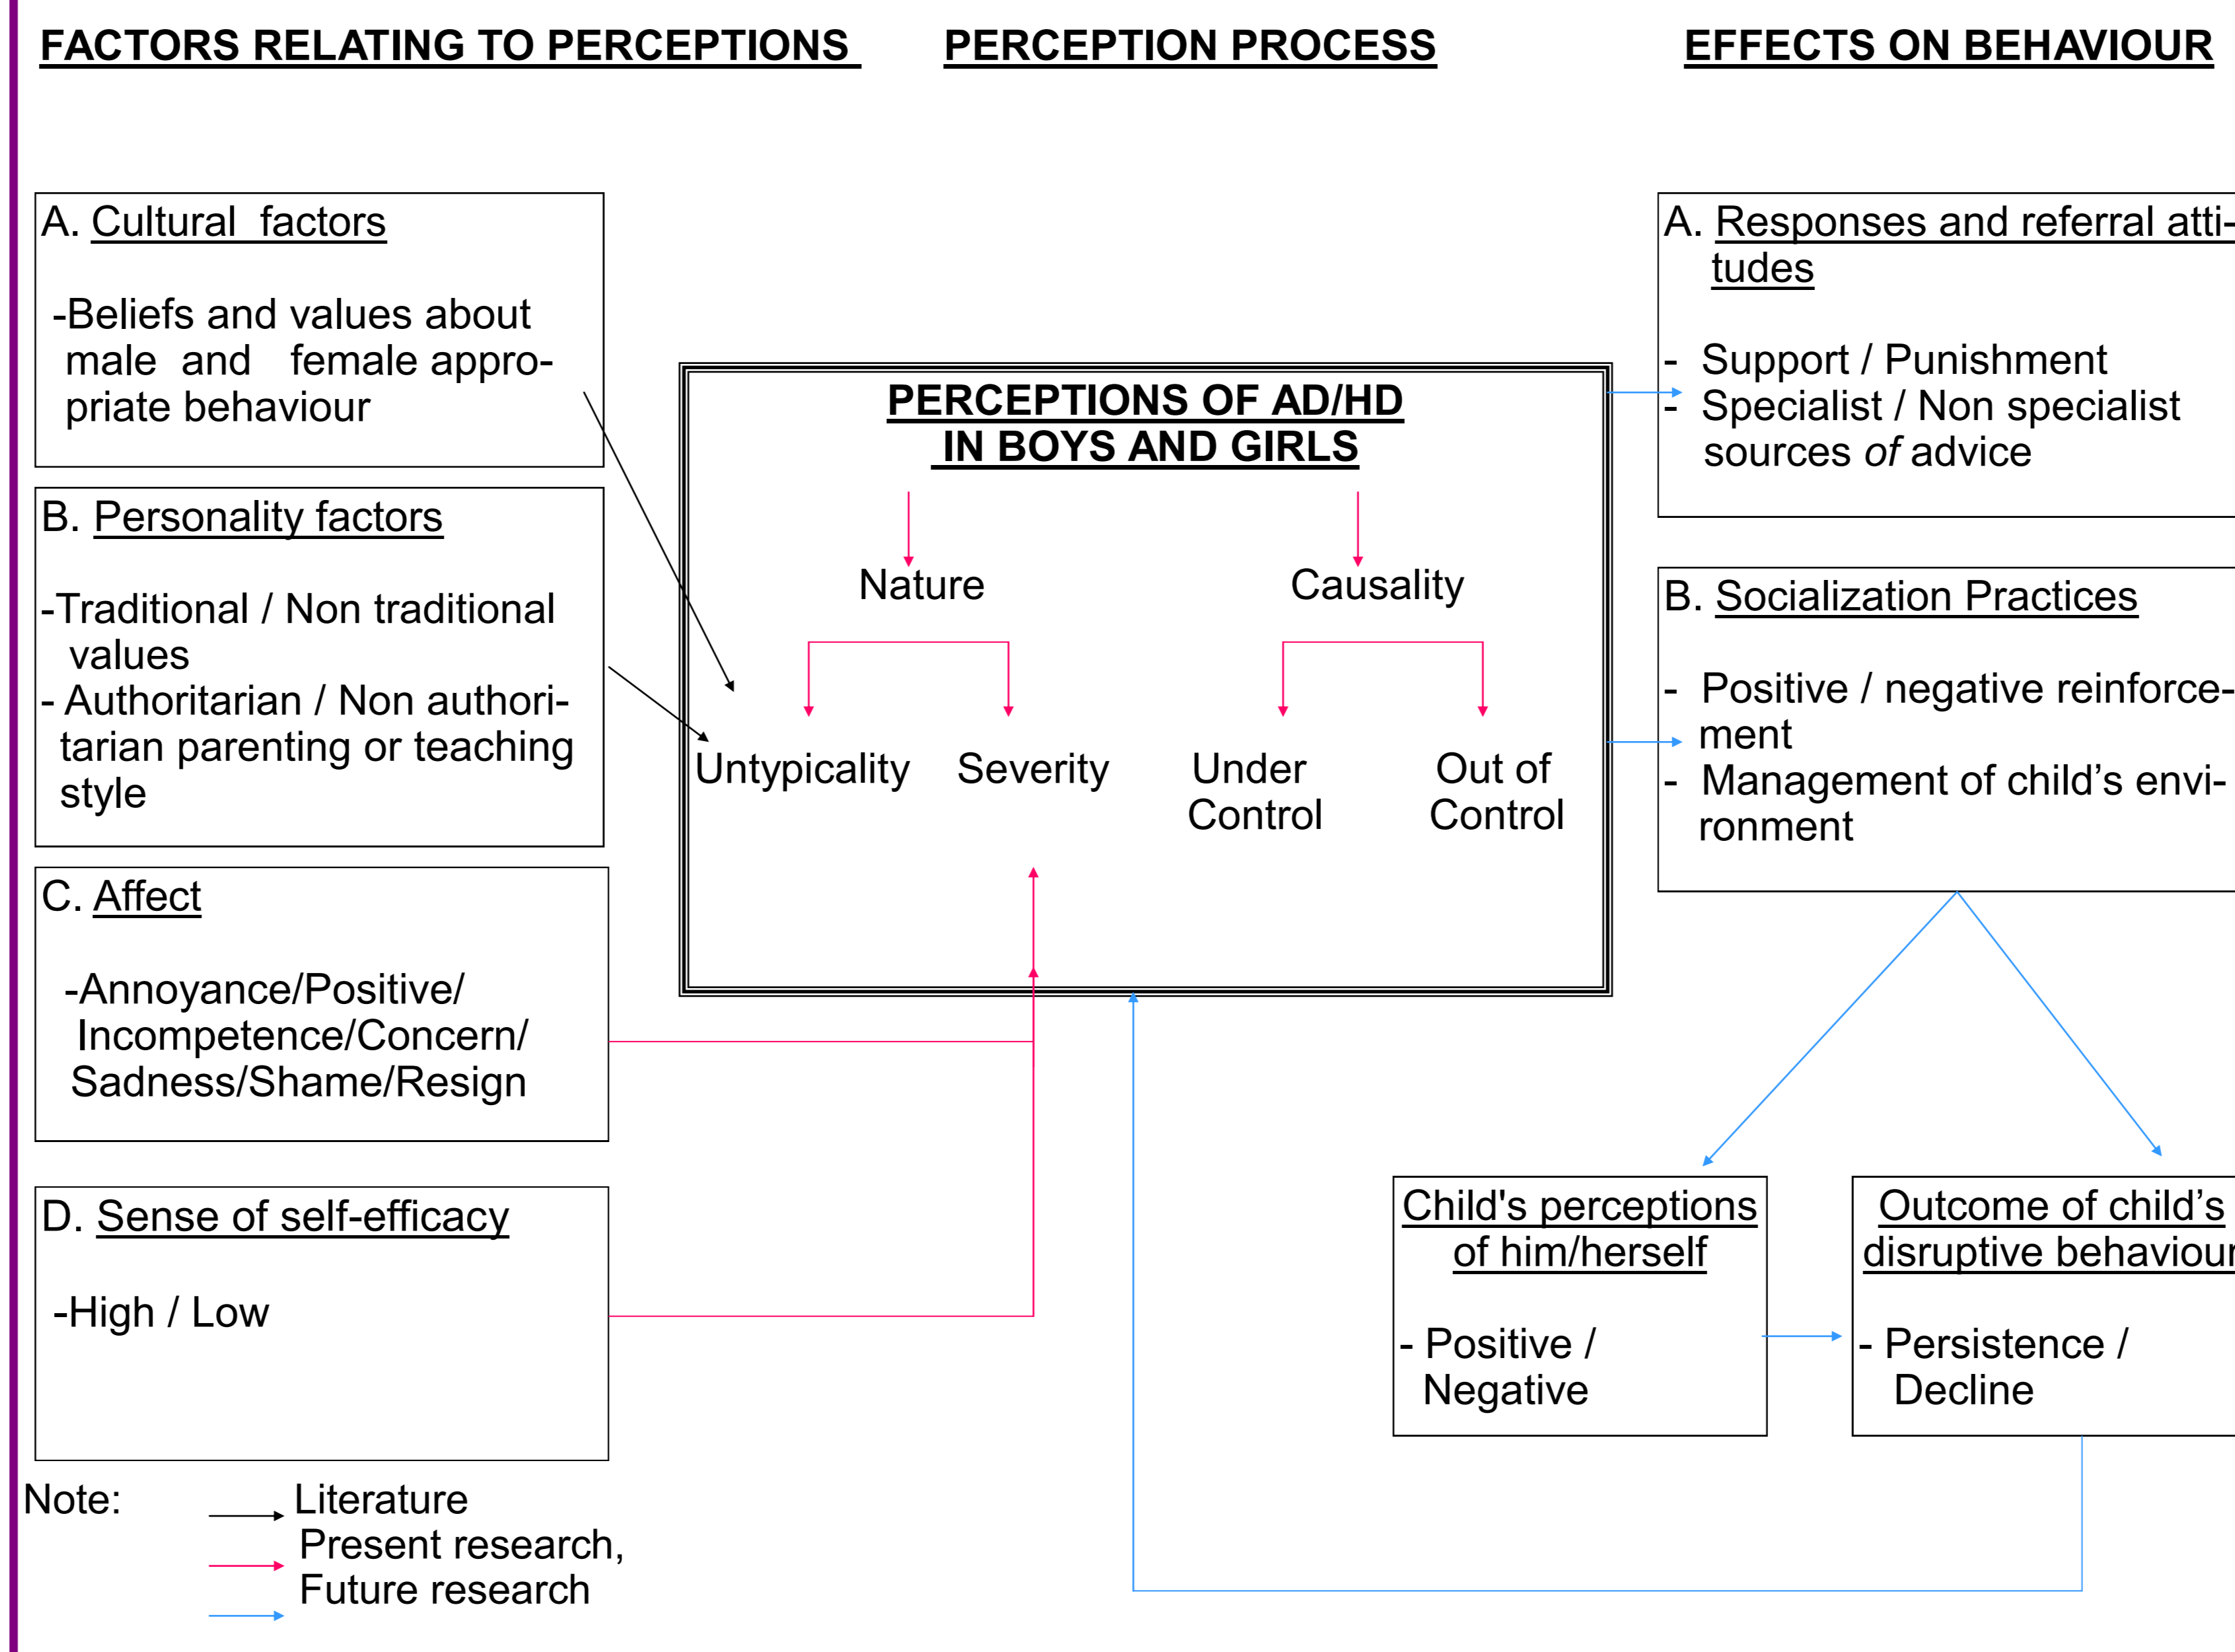 FACTORS RELATING TO PERCEPTIONS
PERCEPTION PROCESS
EFFECTS ON BEHAVIOUR
A. Cultural factors
-Beliefs and values about
male and female appro-
priate behaviour
B. Personality factors
-Traditional / Non traditional
values
- Authoritarian / Non authori-
tarian parenting or teaching
style
C. Affect
-Annoyance/Positive/
Incompetence/Concern/
Sadness/Shame/Resign
D. Sense of self-efficacy
-High / Low
PERCEPTIONS OF AD/HD
IN BOYS AND GIRLS
Nature
Causality
Untypicality
Severity
Under
Control
Out of
Control
A. Responses and referral atti-
tudes
- Support / Punishment
- Specialist / Non specialist
sources of advice
B. Socialization Practices
- Positive / negative reinforce-
ment
- Management of child’s envi-
ronment
Child's perceptions
of him/herself
- Positive /
Negative
Outcome of child’s
disruptive behaviour
- Persistence /
Decline
Note:
Literature
Present research,
Future research